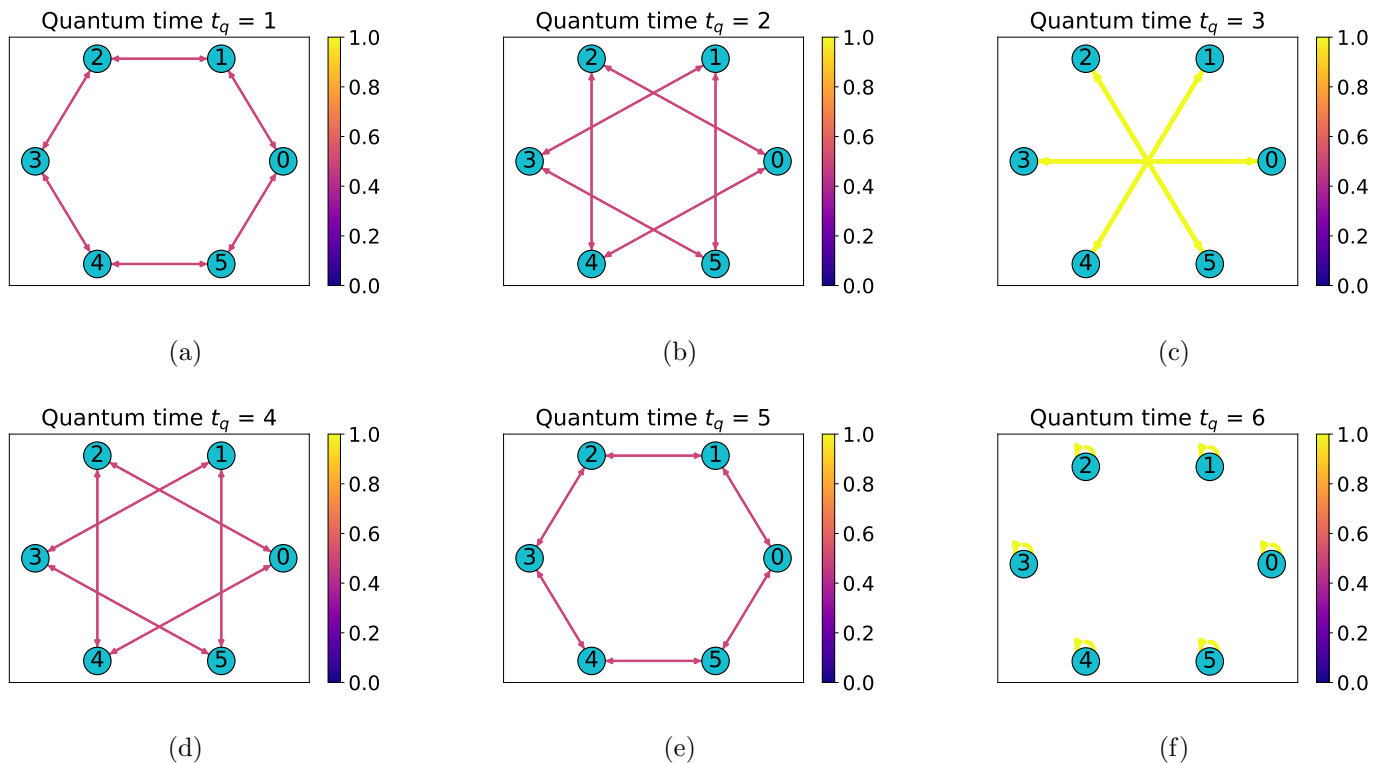 Quantum time t_q = 1
Quantum time t_q = 2
Quantum time t_q = 3
2 1 3 0 4 5
1.0
0.8
0.6
0.4
0.2
0.0
2 1 3 0 4 5
1.0
0.8
0.6
0.4
0.2
0.0
2 1 3 0 4 5
1.0
0.8
0.6
0.4
0.2
0.0
(a)
(b)
(c)
Quantum time t_q = 4
Quantum time t_q = 5
Quantum time t_q = 6
2 1 3 0 4 5
1.0
0.8
0.6
0.4
0.2
0.0
2 1 3 0 4 5
1.0
0.8
0.6
0.4
0.2
0.0
2 1 3 0 4 5
1.0
0.8
0.6
0.4
0.2
0.0
(d)
(e)
(f)